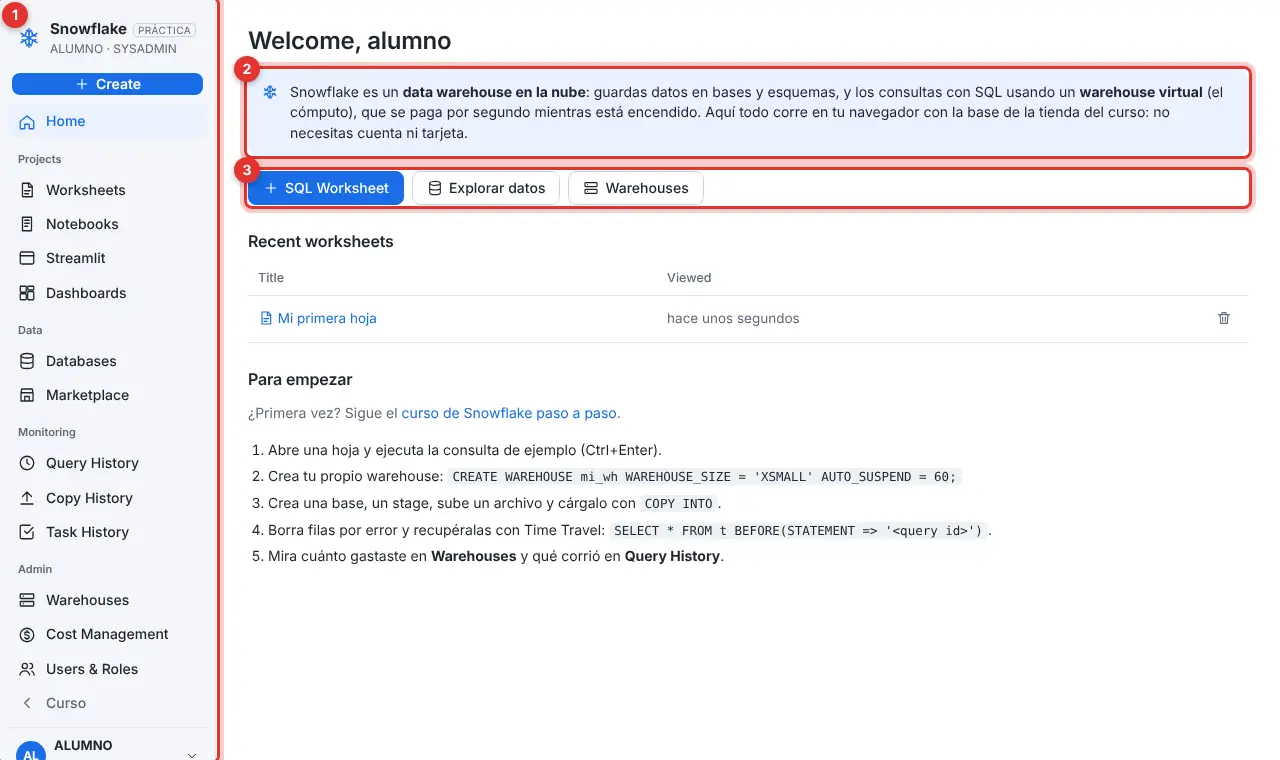 1
Snowflake PRÁCTICA
ALUMNO · SYSADMIN
+ Create
Home
Projects
Worksheets
Notebooks
Streamlit
Dashboards
Data
Databases
Marketplace
Monitoring
Query History
Copy History
Task History
Admin
Warehouses
Cost Management
Users & Roles
Curso
AL
ALUMNO
Welcome, alumno
2
Snowflake es un data warehouse en la nube: guardas datos en bases y esquemas, y los consultas con SQL usando un warehouse virtual (el
cómputo), que se paga por segundo mientras está encendido. Aquí todo corre en tu navegador con la base de la tienda del curso: no
necesitas cuenta ni tarjeta.
3
+ SQL Worksheet Explorar datos Warehouses
Recent worksheets
Title Viewed
Mi primera hoja hace unos segundos
Para empezar
¿Primera vez? Sigue el curso de Snowflake paso a paso.
1. Abre una hoja y ejecuta la consulta de ejemplo (Ctrl+Enter).
2. Crea tu propio warehouse: CREATE WAREHOUSE mi_wh WAREHOUSE_SIZE = 'XSMALL' AUTO_SUSPEND = 60;
3. Crea una base, un stage, sube un archivo y cárgalo con COPY INTO.
4. Borra filas por error y recupéralas con Time Travel: SELECT * FROM t BEFORE(STATEMENT => '<query id>').
5. Mira cuánto gastaste en Warehouses y qué corrió en Query History.